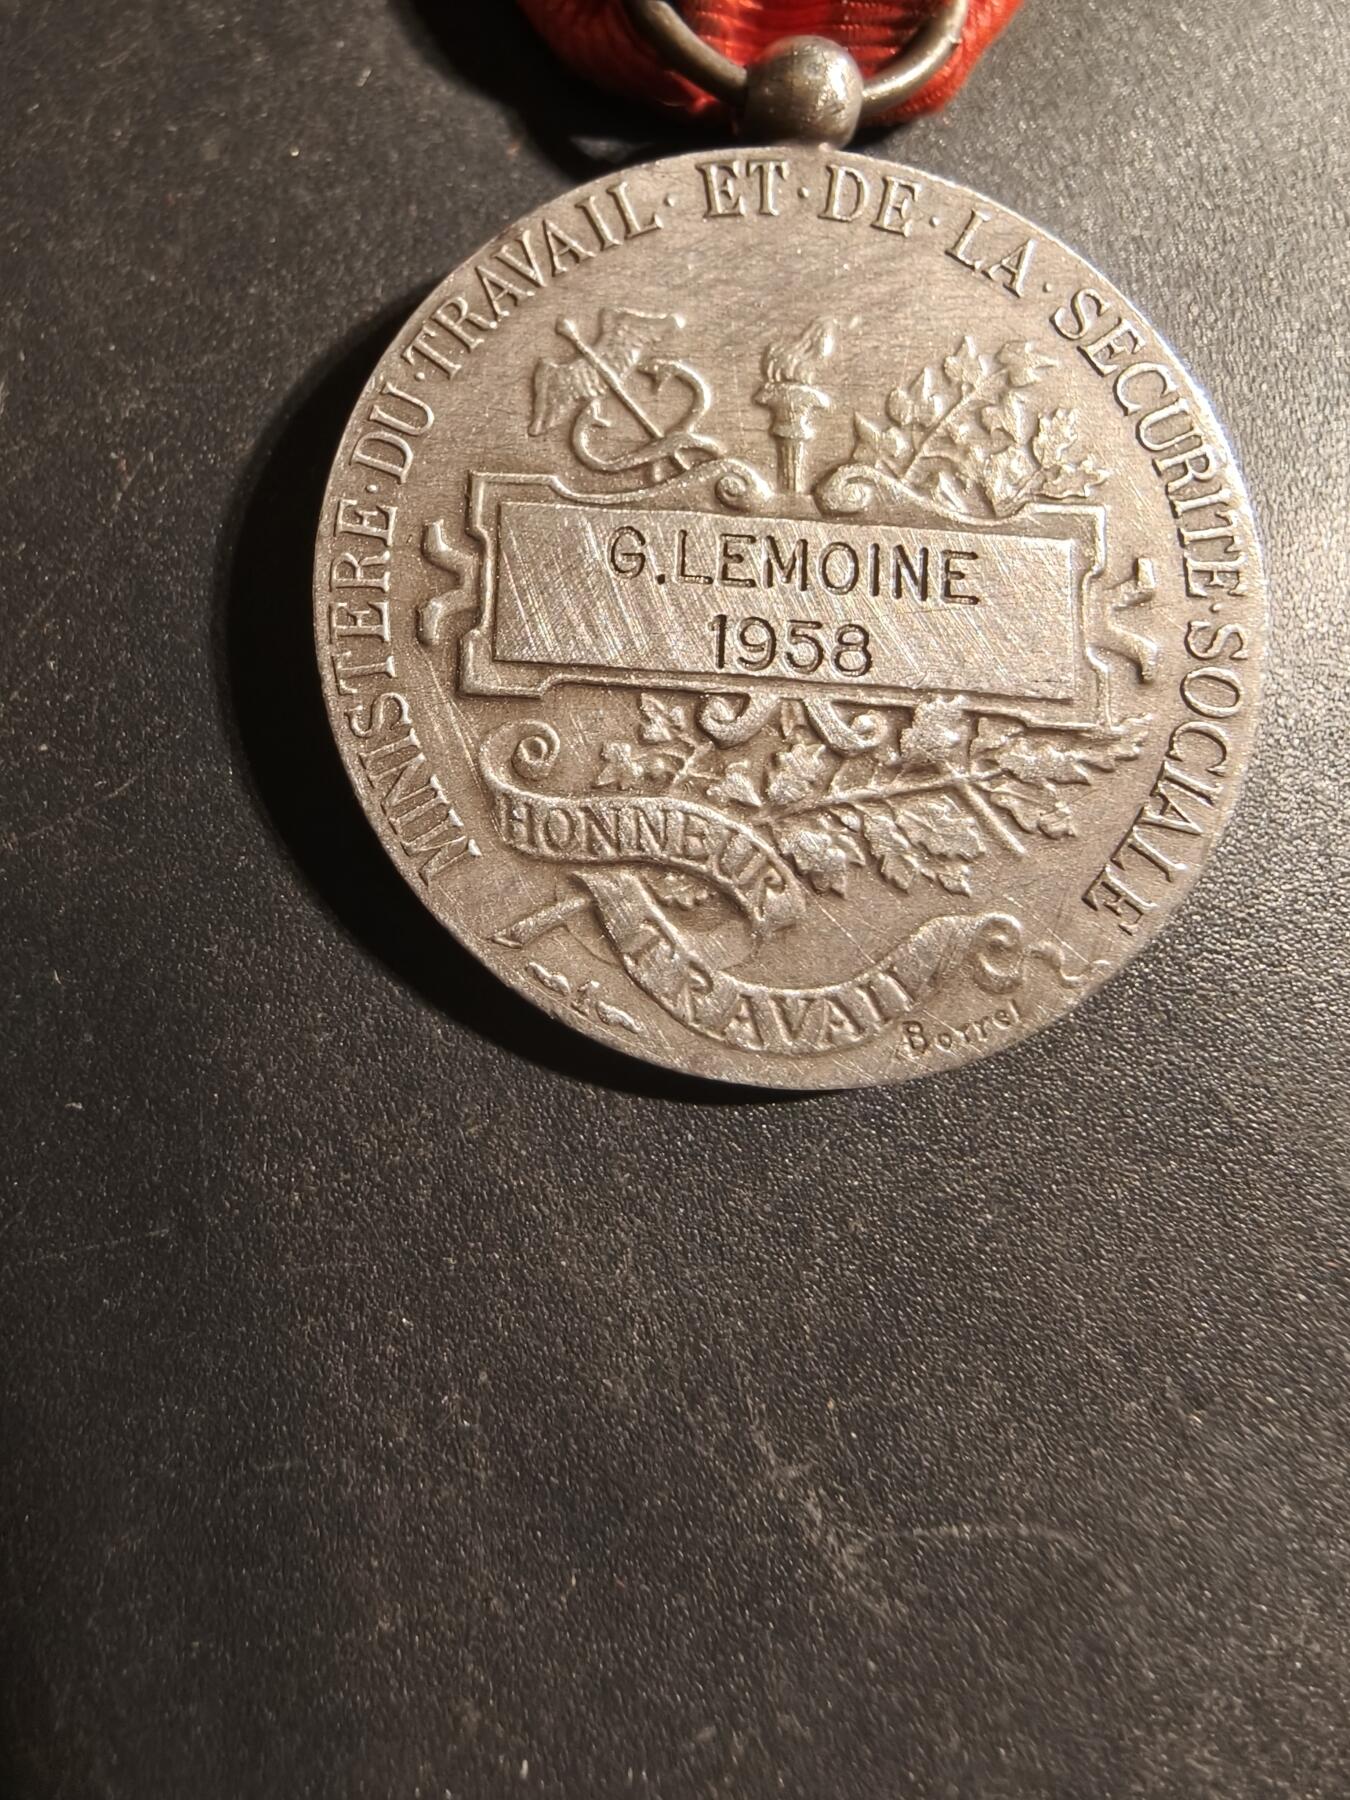 MINISTERE·DU·TRAVAIL·ET·DE·LA·SECURITE·SOCIALE
G.LEMOINE
1958
HONNEUR
TRAVAIL
Borrel